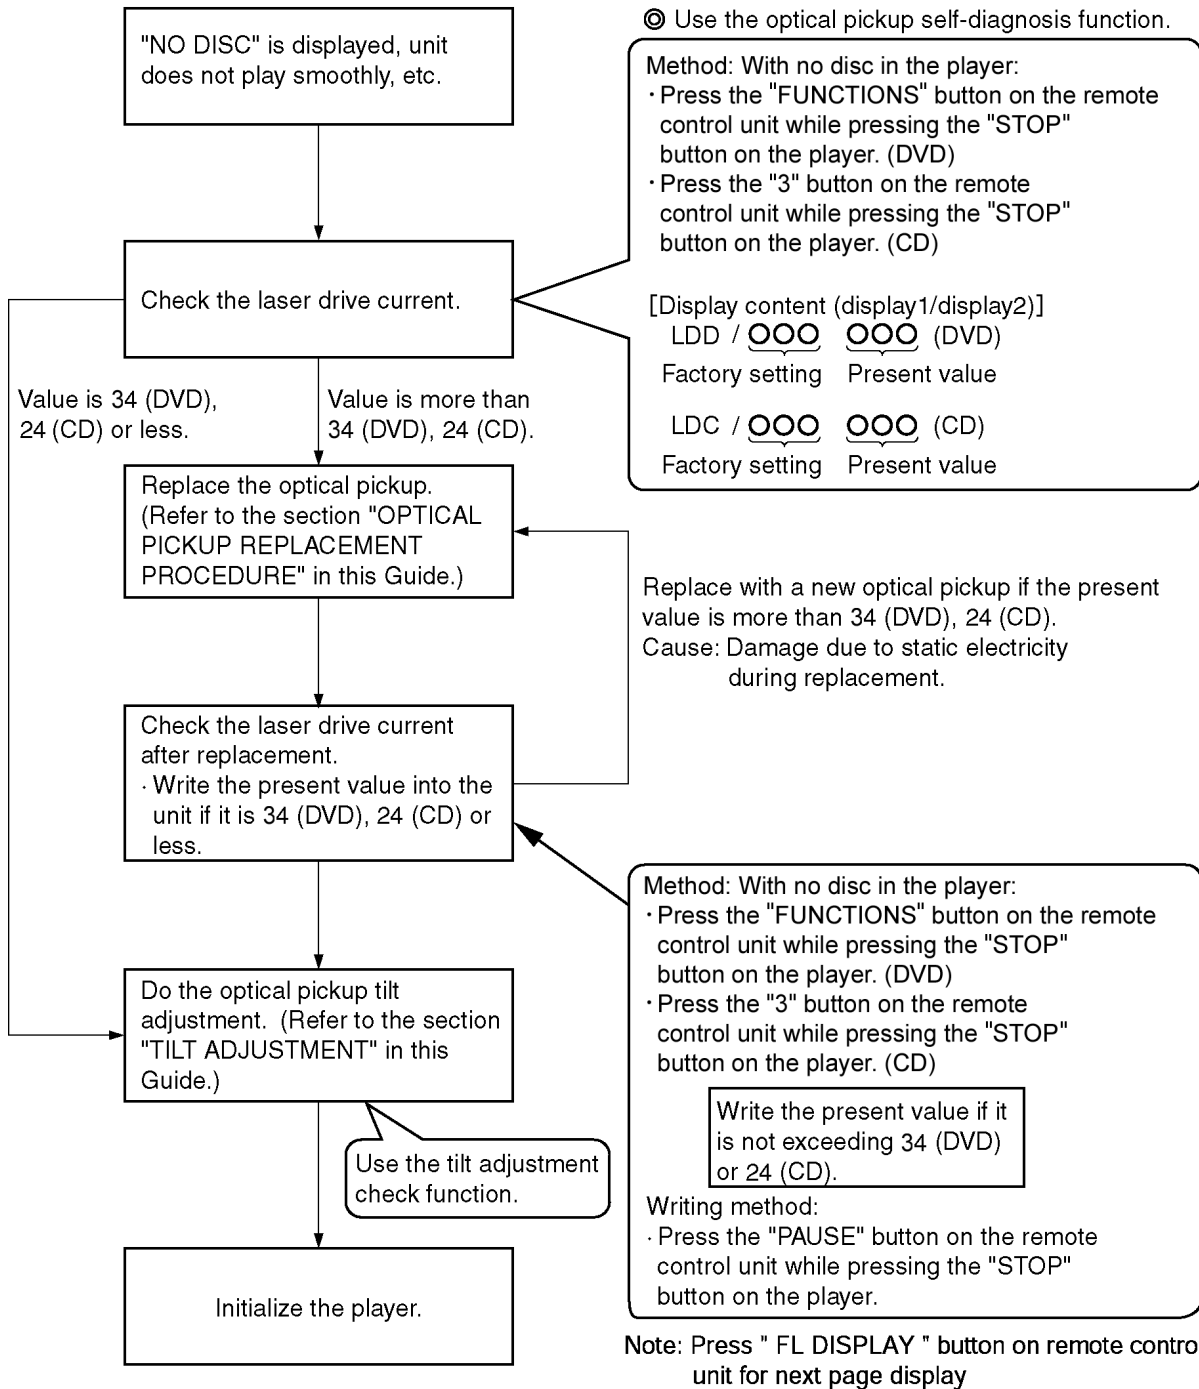 "NO DISC" is displayed, unit
does not play smoothly, etc.
◎ Use the optical pickup self-diagnosis function.
Method: With no disc in the player:
· Press the "FUNCTIONS" button on the remote
control unit while pressing the "STOP"
button on the player. (DVD)
· Press the "3" button on the remote
control unit while pressing the "STOP"
button on the player. (CD)
[Display content (display1/display2)]
LDD / OOO OOO (DVD)
Factory setting Present value
LDC / OOO OOO (CD)
Factory setting Present value
Check the laser drive current.
Value is 34 (DVD),
24 (CD) or less.
Value is more than
34 (DVD), 24 (CD).
Replace the optical pickup.
(Refer to the section "OPTICAL
PICKUP REPLACEMENT
PROCEDURE" in this Guide.)
Replace with a new optical pickup if the present
value is more than 34 (DVD), 24 (CD).
Cause: Damage due to static electricity
during replacement.
Check the laser drive current
after replacement.
· Write the present value into the
unit if it is 34 (DVD), 24 (CD) or
less.
Method: With no disc in the player:
· Press the "FUNCTIONS" button on the remote
control unit while pressing the "STOP"
button on the player. (DVD)
· Press the "3" button on the remote
control unit while pressing the "STOP"
button on the player. (CD)
Write the present value if it
is not exceeding 34 (DVD)
or 24 (CD).
Writing method:
· Press the "PAUSE" button on the remote
control unit while pressing the "STOP"
button on the player.
Do the optical pickup tilt
adjustment. (Refer to the section
"TILT ADJUSTMENT" in this
Guide.)
Use the tilt adjustment
check function.
Initialize the player.
Note: Press " FL DISPLAY " button on remote contro
unit for next page display